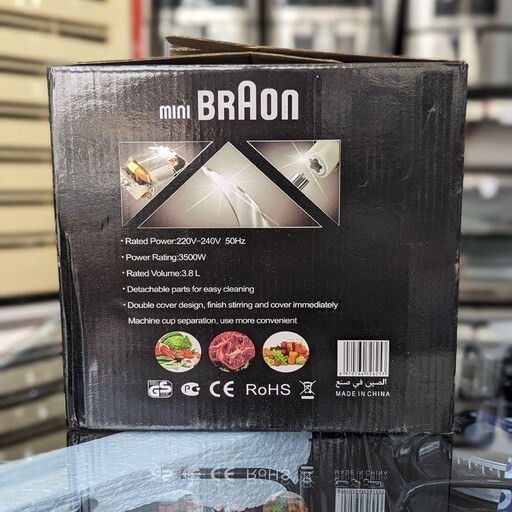 mini BRAon
• Rated Power:220V-240V 50Hz
• Power Rating:3500W
• Rated Volume:3.8 L
• Detachable parts for easy cleaning
• Double cover design, finish stirring and cover immediately
Machine cup separation, use more convenient
GS PC CE RoHS
الصين في صنع
MADE IN CHINA